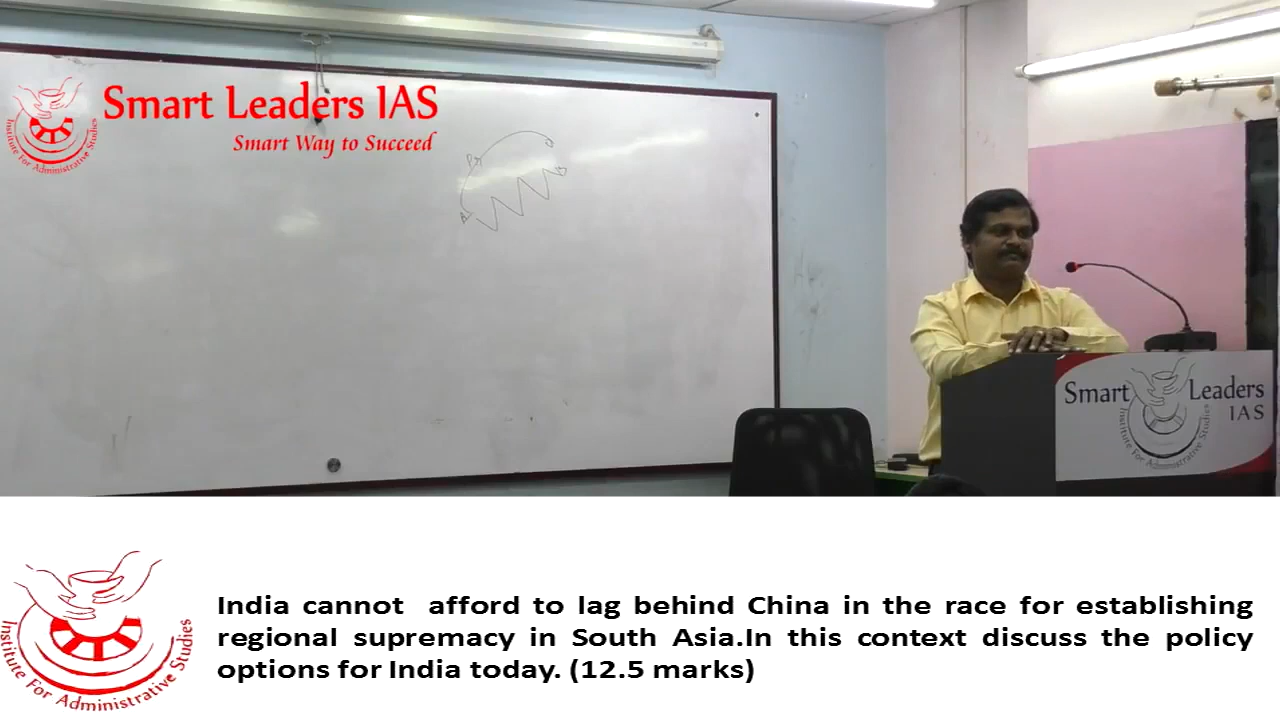 Smart Leaders IAS
Smart Way to Succeed
Institute For Administrative Studies
Smart Leaders
IAS
Institute For Administrative Studies
Institute For Administrative Studies
India cannot  afford to lag behind China in the race for establishing
regional supremacy in South Asia.In this context discuss the policy
options for India today. (12.5 marks)